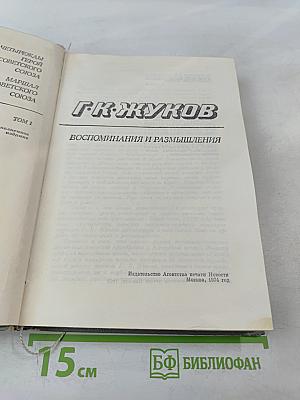 ЧЕТЫРЕЖДЫ
ГЕРОЙ
СОВЕТСКОГО
СОЮЗА
МАРШАЛ
СОВЕТСКОГО
СОЮЗА
ТОМ 1
издание
Г·К·ЖУКОВ
ВОСПОМИНАНИЯ И РАЗМЫШЛЕНИЯ
Издательство Агентства печати Новости
Москва, 1974 год
15 см
БФ БИБЛИОФАН